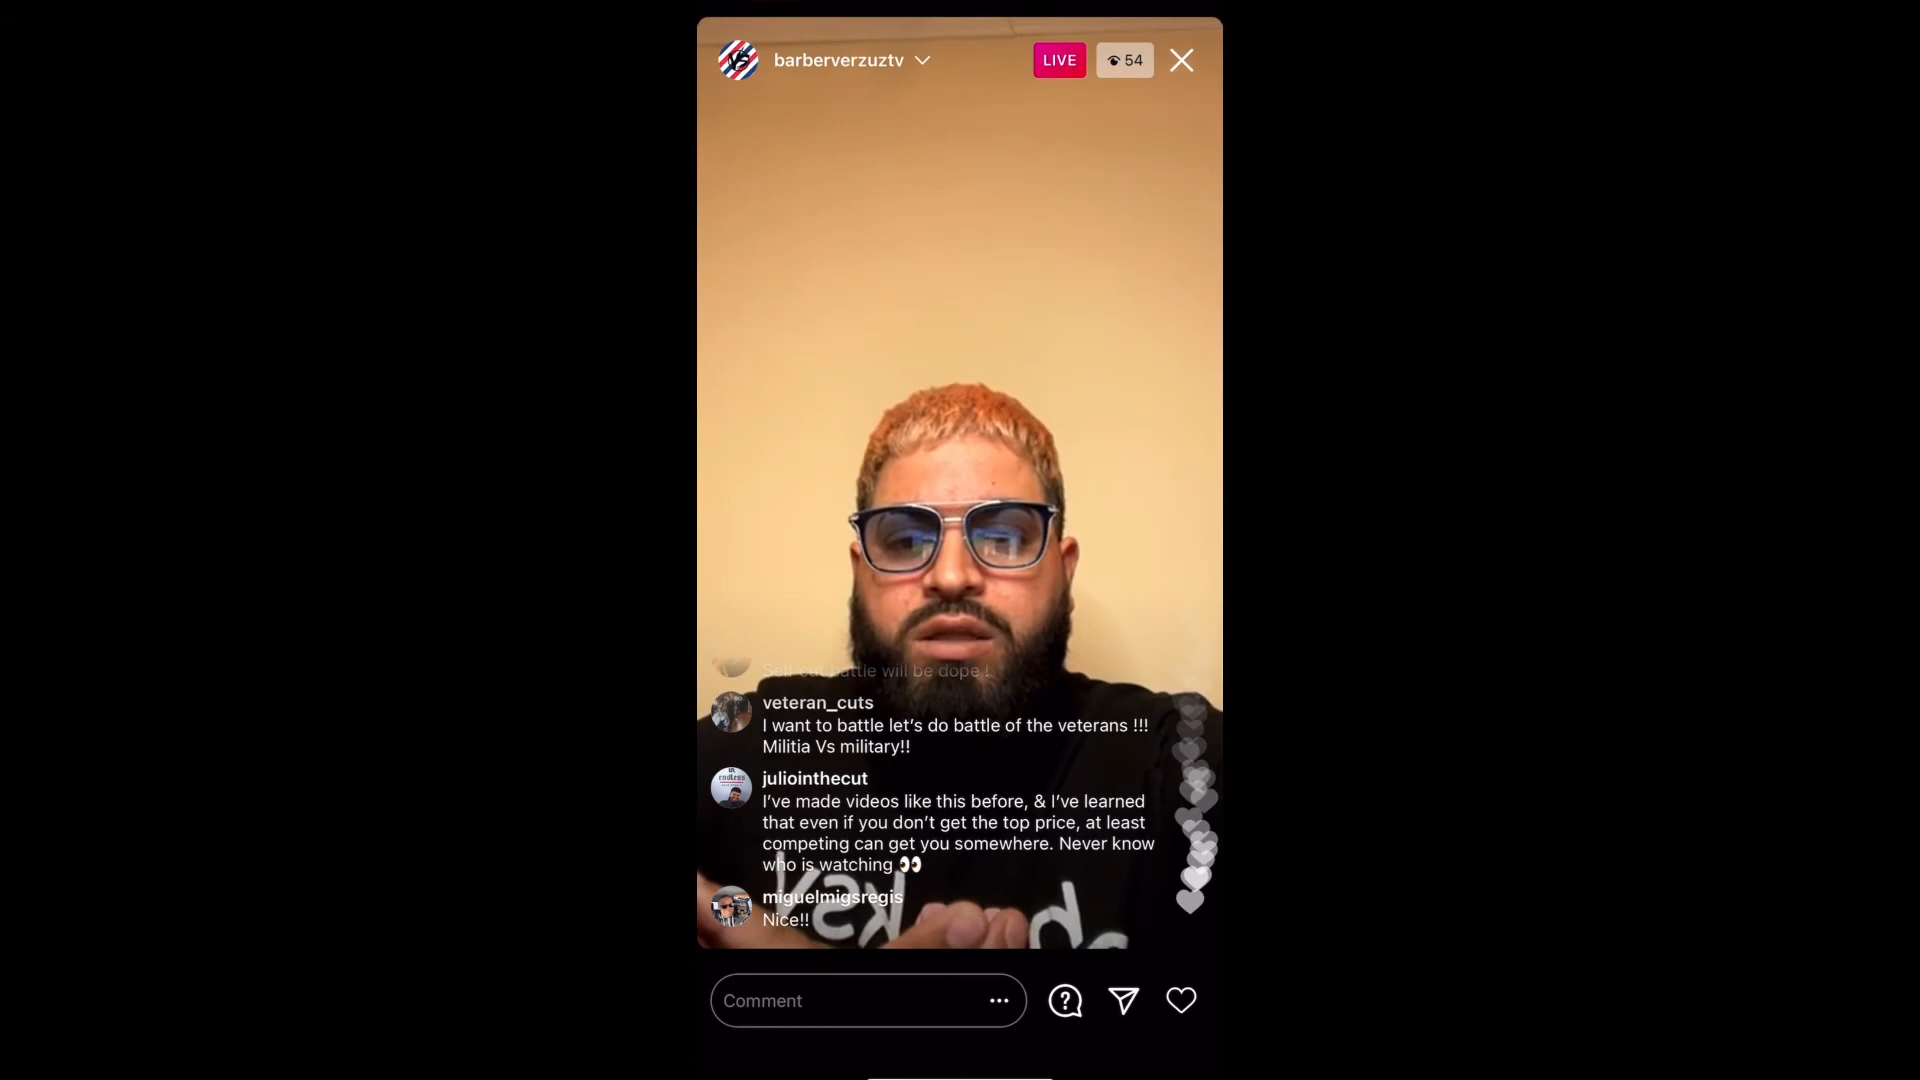 barberverzuztv
LIVE
54
Self cut battle will be dope !
veteran_cuts
I want to battle let’s do battle of the veterans !!!
Militia Vs military!!
juliointhecut
I’ve made videos like this before, & I’ve learned
that even if you don’t get the top price, at least
competing can get you somewhere. Never know
who is watching 👀
miguelmigsregis
Nice!!
Comment